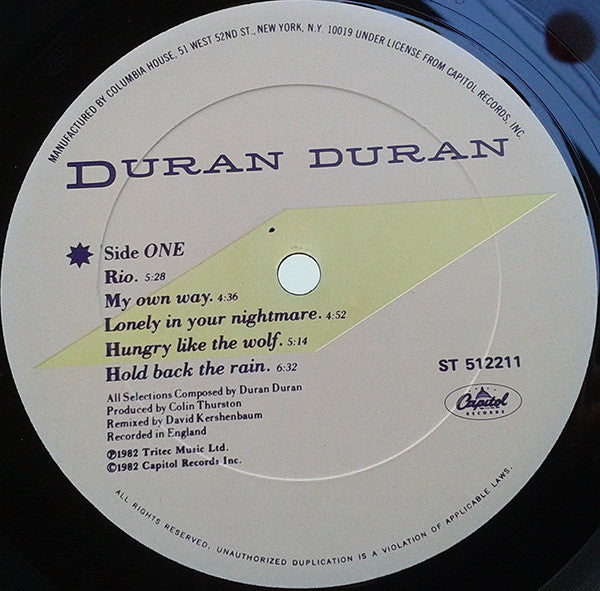 MANUFACTURED BY COLUMBIA HOUSE, 51 WEST 52ND ST., NEW YORK, N.Y. 10019 UNDER LICENSE FROM CAPITOL RECORDS, INC.
DURAN DURAN
Side ONE
Rio. 5:28
My own way. 4:36
Lonely in your nightmare. 4:52
Hungry like the wolf. 5:14
Hold back the rain. 6:32
ST 512211
All Selections Composed by Duran Duran
Produced by Colin Thurston
Remixed by David Kershenbaum
Recorded in England
℗1982 Tritec Music Ltd.
©1982 Capitol Records Inc.
Capitol
RECORDS
ALL RIGHTS RESERVED. UNAUTHORIZED DUPLICATION IS A VIOLATION OF APPLICABLE LAWS.